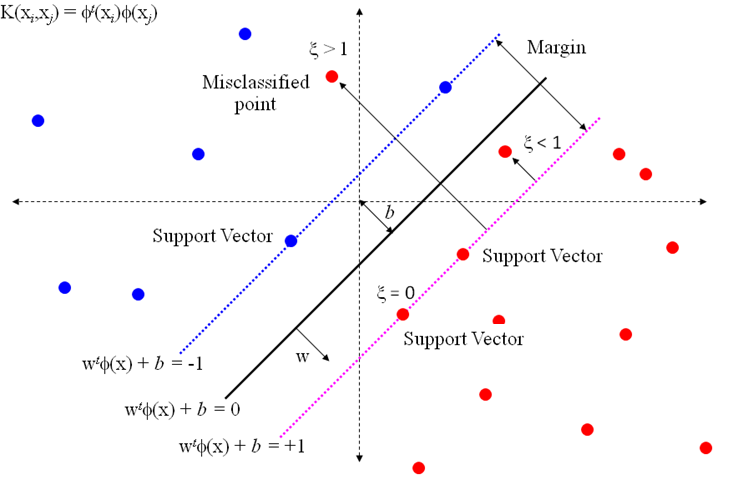 K(xᵢ,xⱼ) = ϕᵗ(xᵢ)ϕ(xⱼ)
ξ > 1
Misclassified
point
Margin
ξ < 1
b
Support Vector
Support Vector
ξ = 0
Support Vector
w
wᵗϕ(x) + b = -1
wᵗϕ(x) + b = 0
wᵗϕ(x) + b = +1